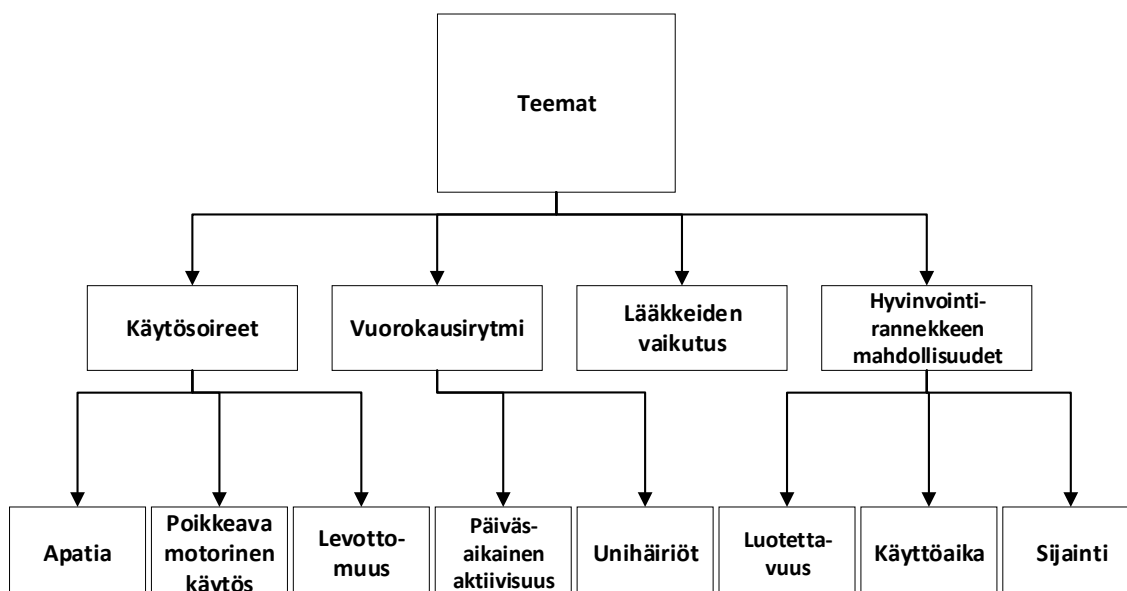 Teemat
Käytösoireet
Vuorokausirytmi
Lääkkeiden
vaikutus
Hyvinvointi-
rannekkeen
mahdollisuudet
Apatia
Poikkeava
motorinen
käytös
Levotto-
muus
Päiväs-
aikainen
aktiivisuus
Unihäiriöt
Luotetta-
vuus
Käyttöaika
Sijainti